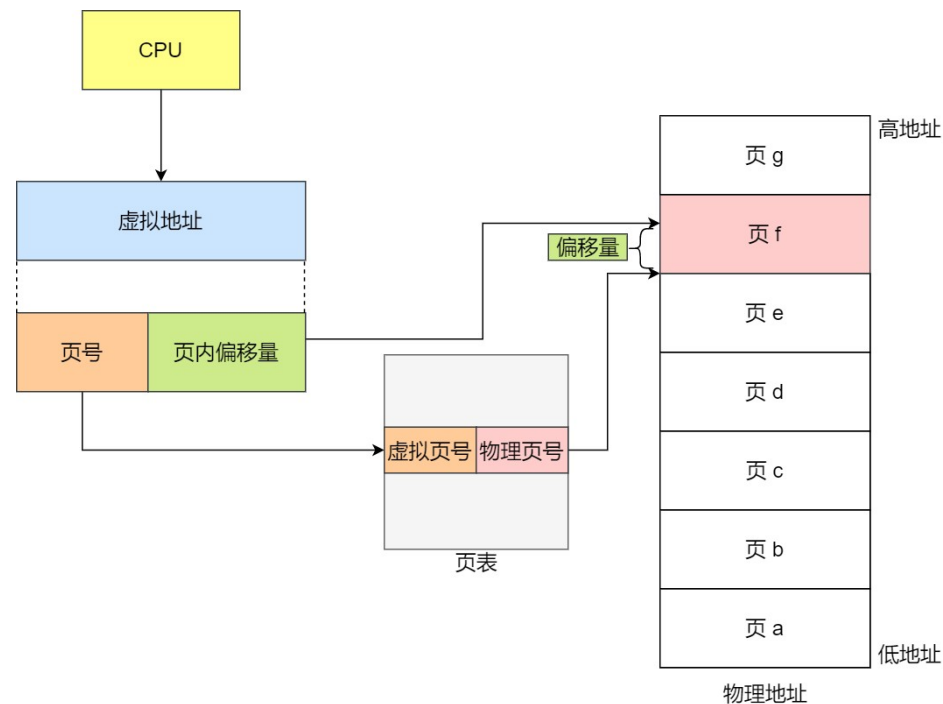 CPU
虚拟地址
页号
页内偏移量
虚拟页号
物理页号
页表
偏移量
高地址
页 g
页 f
页 e
页 d
页 c
页 b
页 a
低地址
物理地址